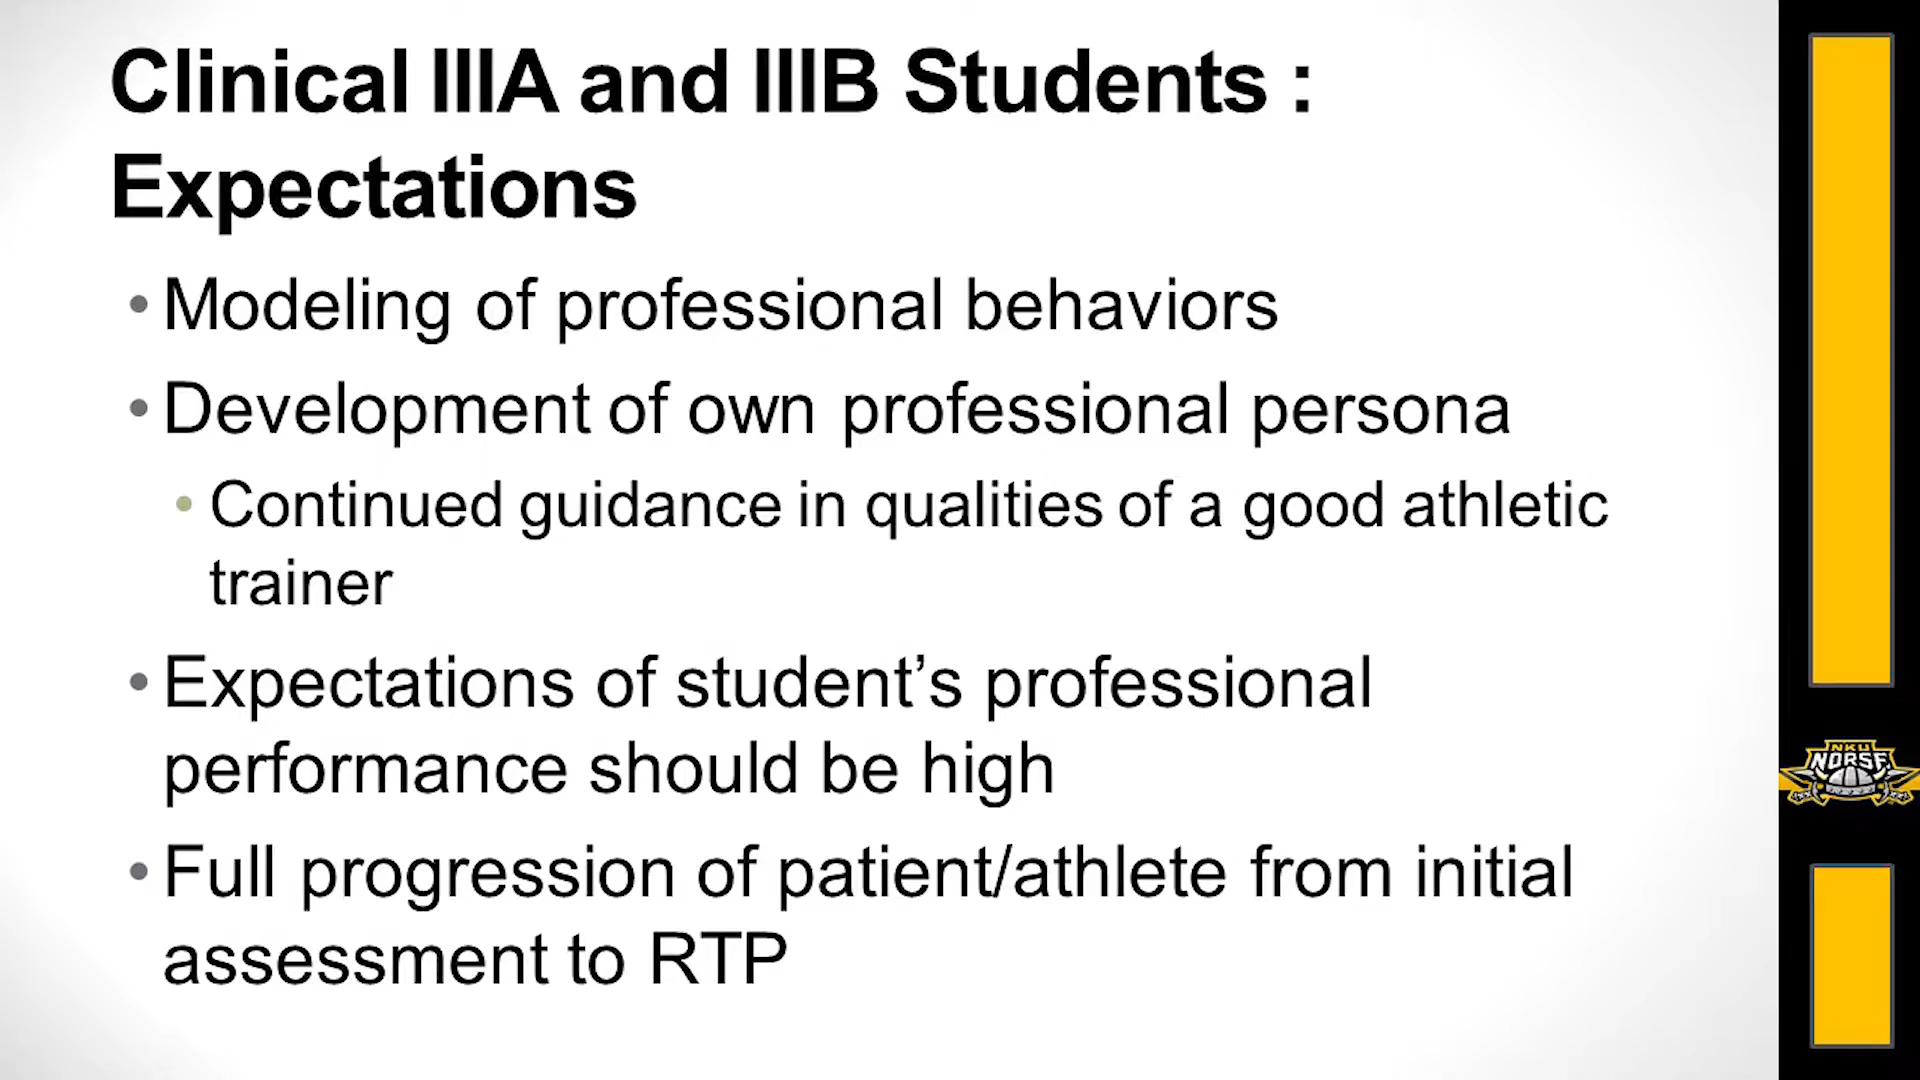 Clinical IIIA and IIIB Students :
Expectations
• Modeling of professional behaviors
• Development of own professional persona
• Continued guidance in qualities of a good athletic
trainer
• Expectations of student’s professional
performance should be high
• Full progression of patient/athlete from initial
assessment to RTP
NKU
NORSE